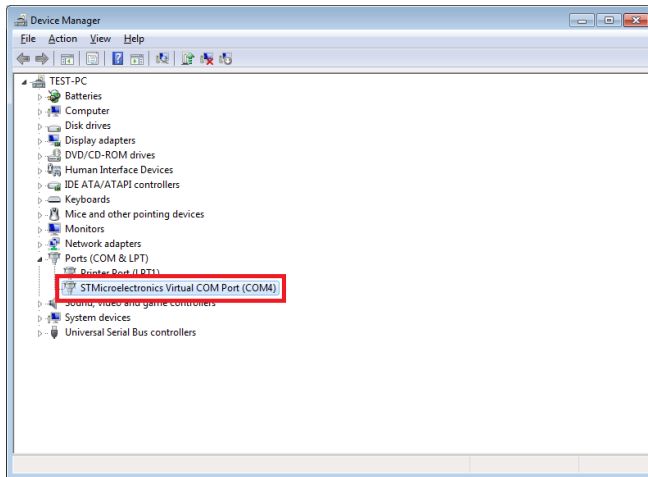 Device Manager
File Action View Help
TEST-PC
Batteries
Computer
Disk drives
Display adapters
DVD/CD-ROM drives
Human Interface Devices
IDE ATA/ATAPI controllers
Keyboards
Mice and other pointing devices
Monitors
Network adapters
Ports (COM & LPT)
Printer Port (LPT1)
STMicroelectronics Virtual COM Port (COM4)
Sound, video and game controllers
System devices
Universal Serial Bus controllers